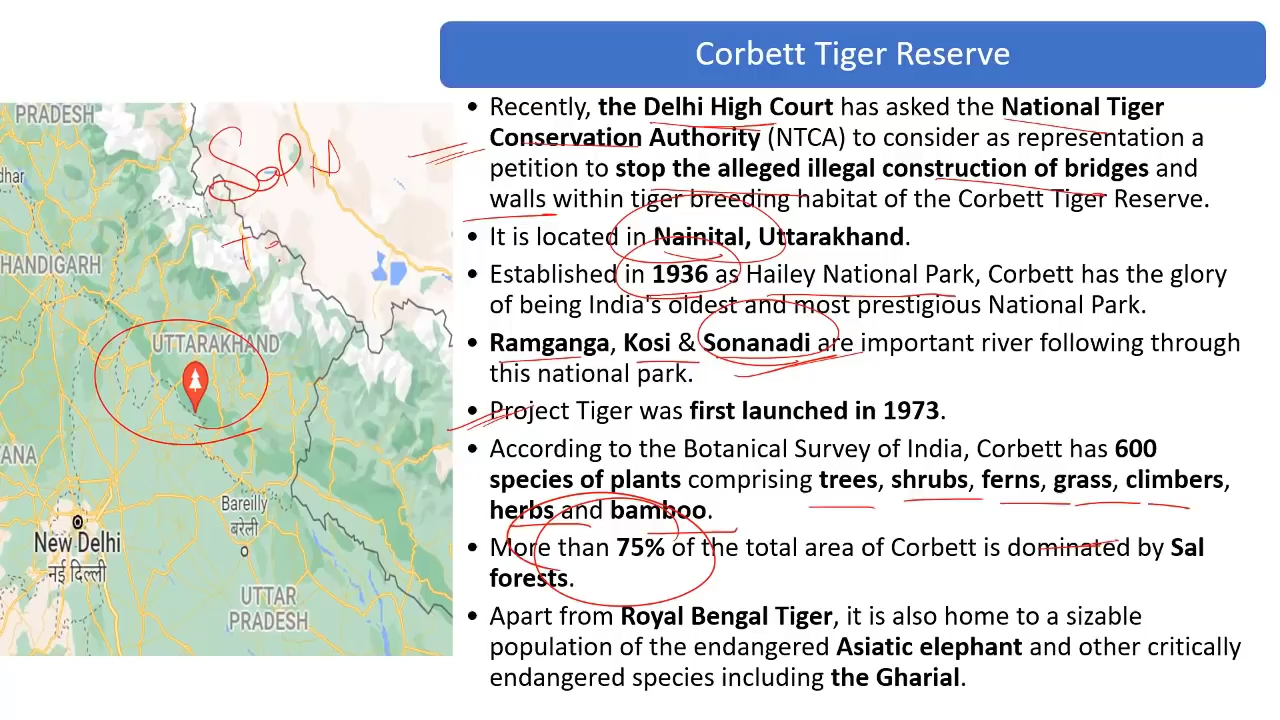 Corbett Tiger Reserve
• Recently, the Delhi High Court has asked the National Tiger
Conservation Authority (NTCA) to consider as representation a
petition to stop the alleged illegal construction of bridges and
walls within tiger breeding habitat of the Corbett Tiger Reserve.
• It is located in Nainital, Uttarakhand.
• Established in 1936 as Hailey National Park, Corbett has the glory
of being India's oldest and most prestigious National Park.
• Ramganga, Kosi & Sonanadi are important river following through
this national park.
• Project Tiger was first launched in 1973.
• According to the Botanical Survey of India, Corbett has 600
species of plants comprising trees, shrubs, ferns, grass, climbers,
herbs and bamboo.
• More than 75% of the total area of Corbett is dominated by Sal
forests.
• Apart from Royal Bengal Tiger, it is also home to a sizable
population of the endangered Asiatic elephant and other critically
endangered species including the Gharial.
PRADESH
dhar
HANDIGARH
UTTARAKHAND
ANA
Bareilly
बरेली
New Delhi
नई दिल्ली
UTTAR
PRADESH